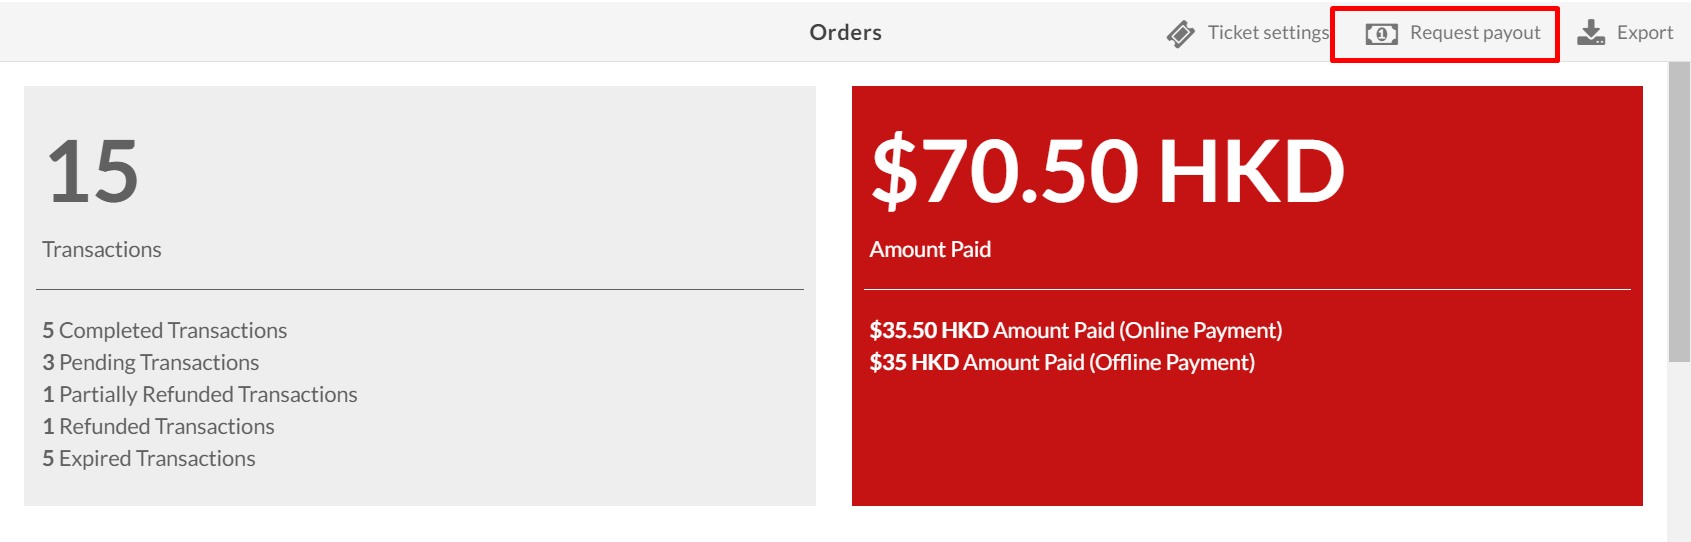 Orders
Ticket settings
Request payout
Export
15
Transactions
5 Completed Transactions
3 Pending Transactions
1 Partially Refunded Transactions
1 Refunded Transactions
5 Expired Transactions
$70.50 HKD
Amount Paid
$35.50 HKD Amount Paid (Online Payment)
$35 HKD Amount Paid (Offline Payment)